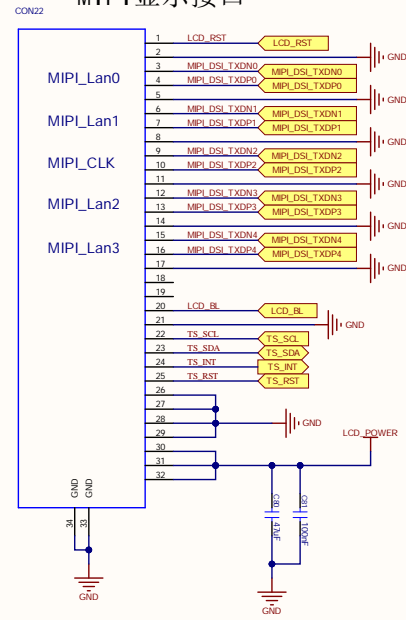 MIPI显示接口
CON22
1 LCD_RST LCD_RST
2 GND
3 MIPI_DSI_TXDN0 MIPI_DSI_TXDN0
MIPI_Lan0 4 MIPI_DSI_TXDP0 MIPI_DSI_TXDP0
5 GND
6 MIPI_DSI_TXDN1 MIPI_DSI_TXDN1
MIPI_Lan1 7 MIPI_DSI_TXDP1 MIPI_DSI_TXDP1
8 GND
9 MIPI_DSI_TXDN2 MIPI_DSI_TXDN2
MIPI_CLK 10 MIPI_DSI_TXDP2 MIPI_DSI_TXDP2
11 GND
12 MIPI_DSI_TXDN3 MIPI_DSI_TXDN3
MIPI_Lan2 13 MIPI_DSI_TXDP3 MIPI_DSI_TXDP3
14 GND
15 MIPI_DSI_TXDN4 MIPI_DSI_TXDN4
MIPI_Lan3 16 MIPI_DSI_TXDP4 MIPI_DSI_TXDP4
17 GND
18
19
20 LCD_BL LCD_BL
21 GND
22 TS_SCL TS_SCL
23 TS_SDA TS_SDA
24 TS_INT TS_INT
25 TS_RST TS_RST
26
27
28 GND
29
30 LCD_POWER
31
32
GND GND
34 33
C80 47uF
C81 100nF
GND
GND